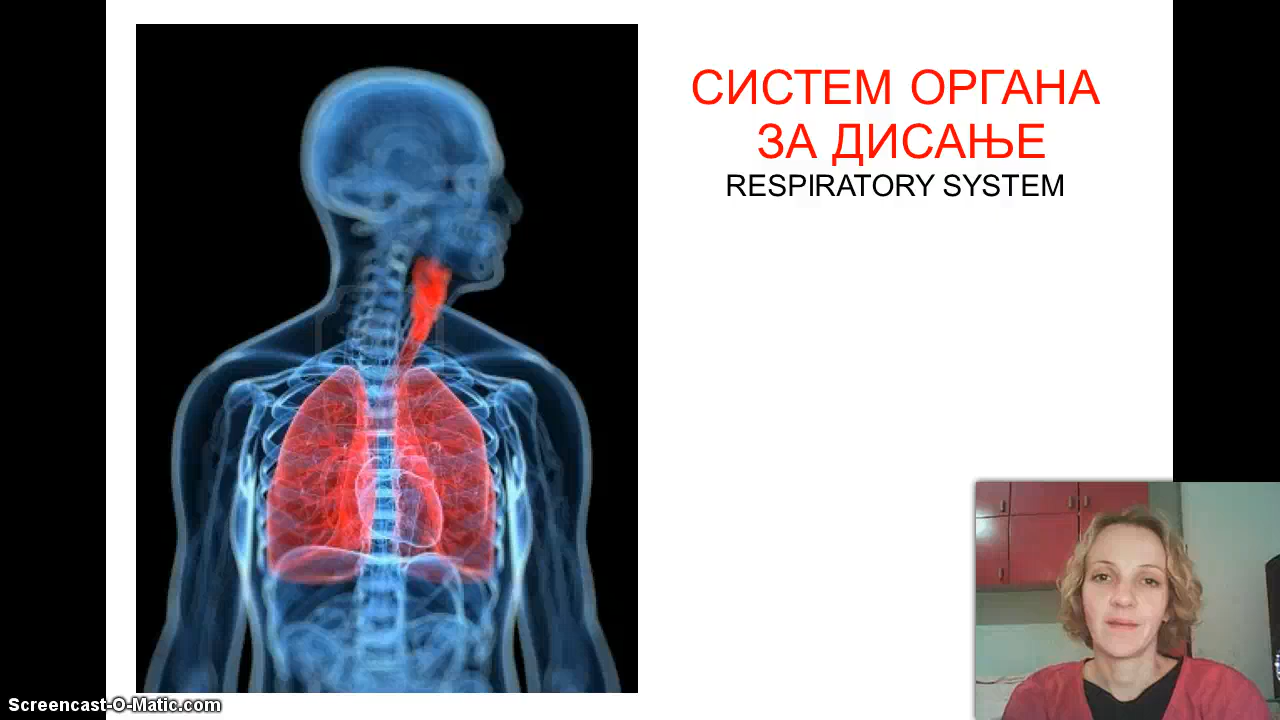 СИСТЕМ ОРГАНА
ЗА ДИСАЊЕ
RESPIRATORY SYSTEM
Screencast-O-Matic.com